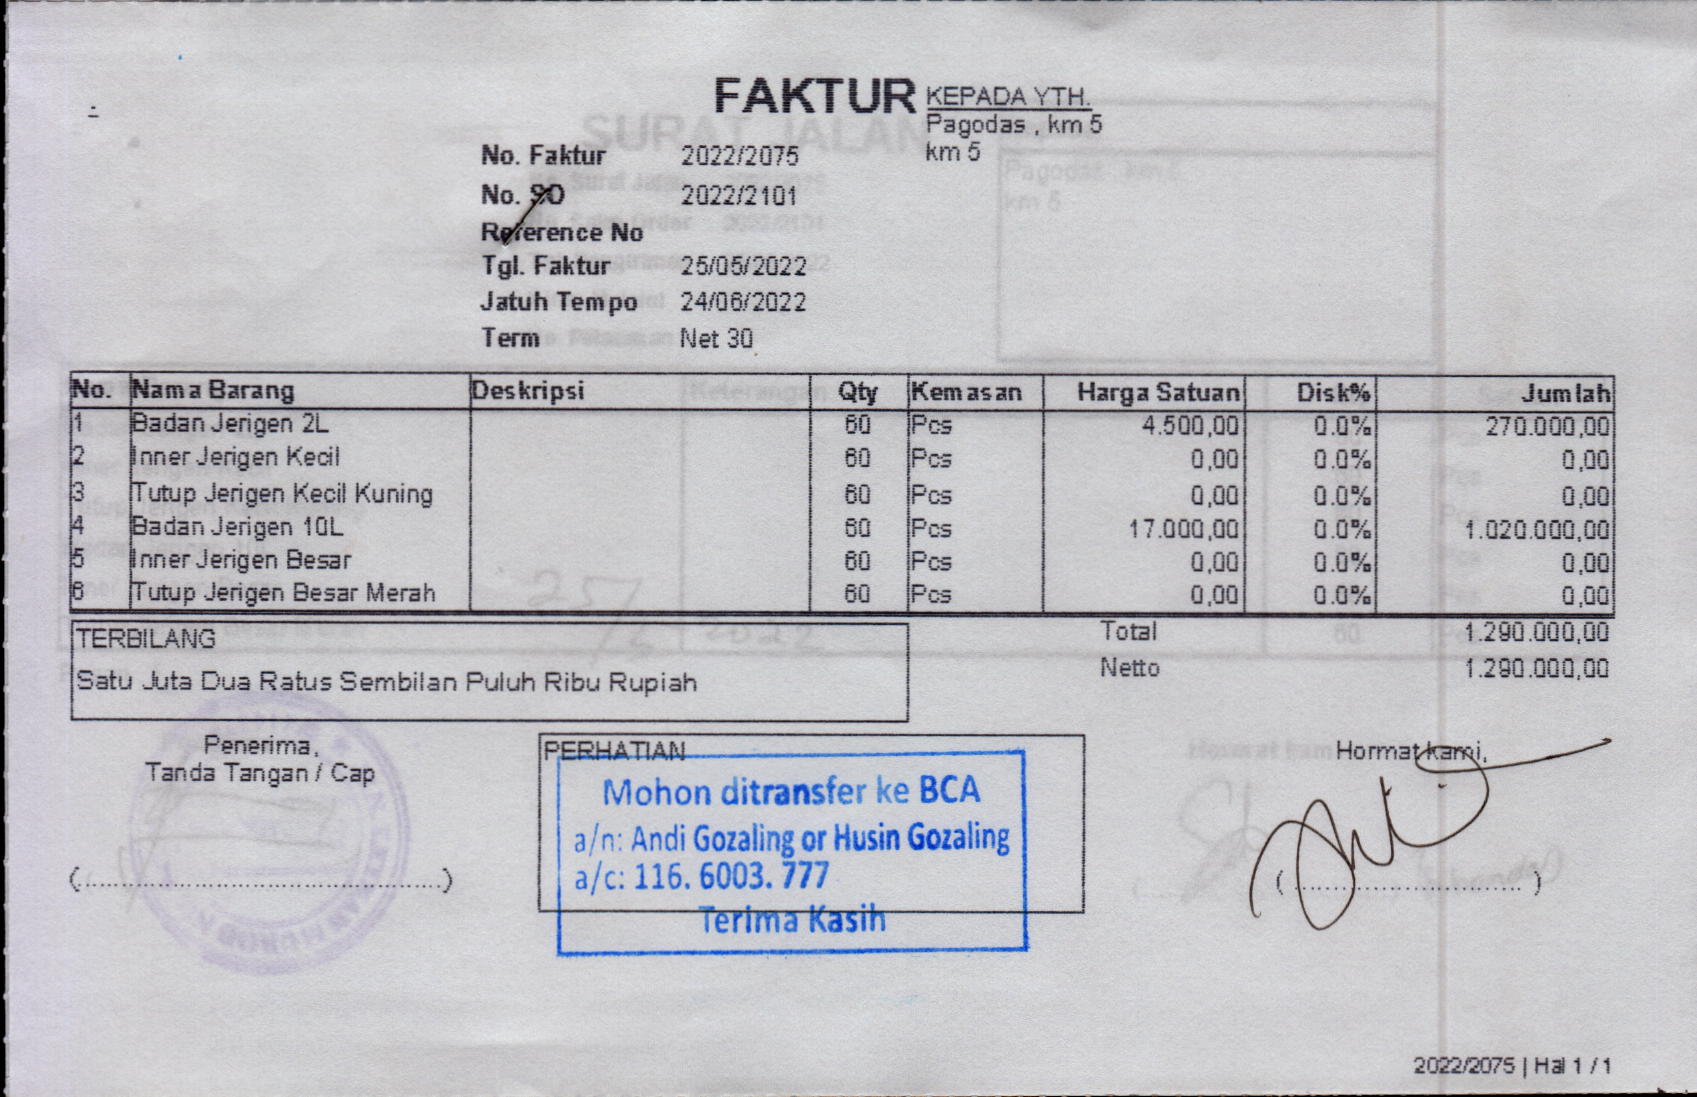 FAKTUR
KEPADA YTH.
Pagodas , km 5
km 5
No. Faktur 2022/2075
No. SO 2022/2101
Reference No
Tgl. Faktur 25/05/2022
Jatuh Tempo 24/06/2022
Term Net 30
No. Nama Barang Deskripsi Qty Kemasan Harga Satuan Disk% Jumlah
1 Badan Jerigen 2L 60 Pcs 4.500,00 0.0% 270.000,00
2 Inner Jerigen Kecil 60 Pcs 0,00 0.0% 0,00
3 Tutup Jerigen Kecil Kuning 60 Pcs 0,00 0.0% 0,00
4 Badan Jerigen 10L 60 Pcs 17.000,00 0.0% 1.020.000,00
5 Inner Jerigen Besar 60 Pcs 0,00 0.0% 0,00
6 Tutup Jerigen Besar Merah 60 Pcs 0,00 0.0% 0,00
Total 1.290.000,00
Netto 1.290.000,00
TERBILANG
Satu Juta Dua Ratus Sembilan Puluh Ribu Rupiah
Penerima,
Tanda Tangan / Cap
(........................................)
PERHATIAN
Mohon ditransfer ke BCA
a/n: Andi Gozaling or Husin Gozaling
a/c: 116. 6003. 777
Terima Kasih
Hormat kami,
(................................)
2022/2075 | Hal 1 / 1